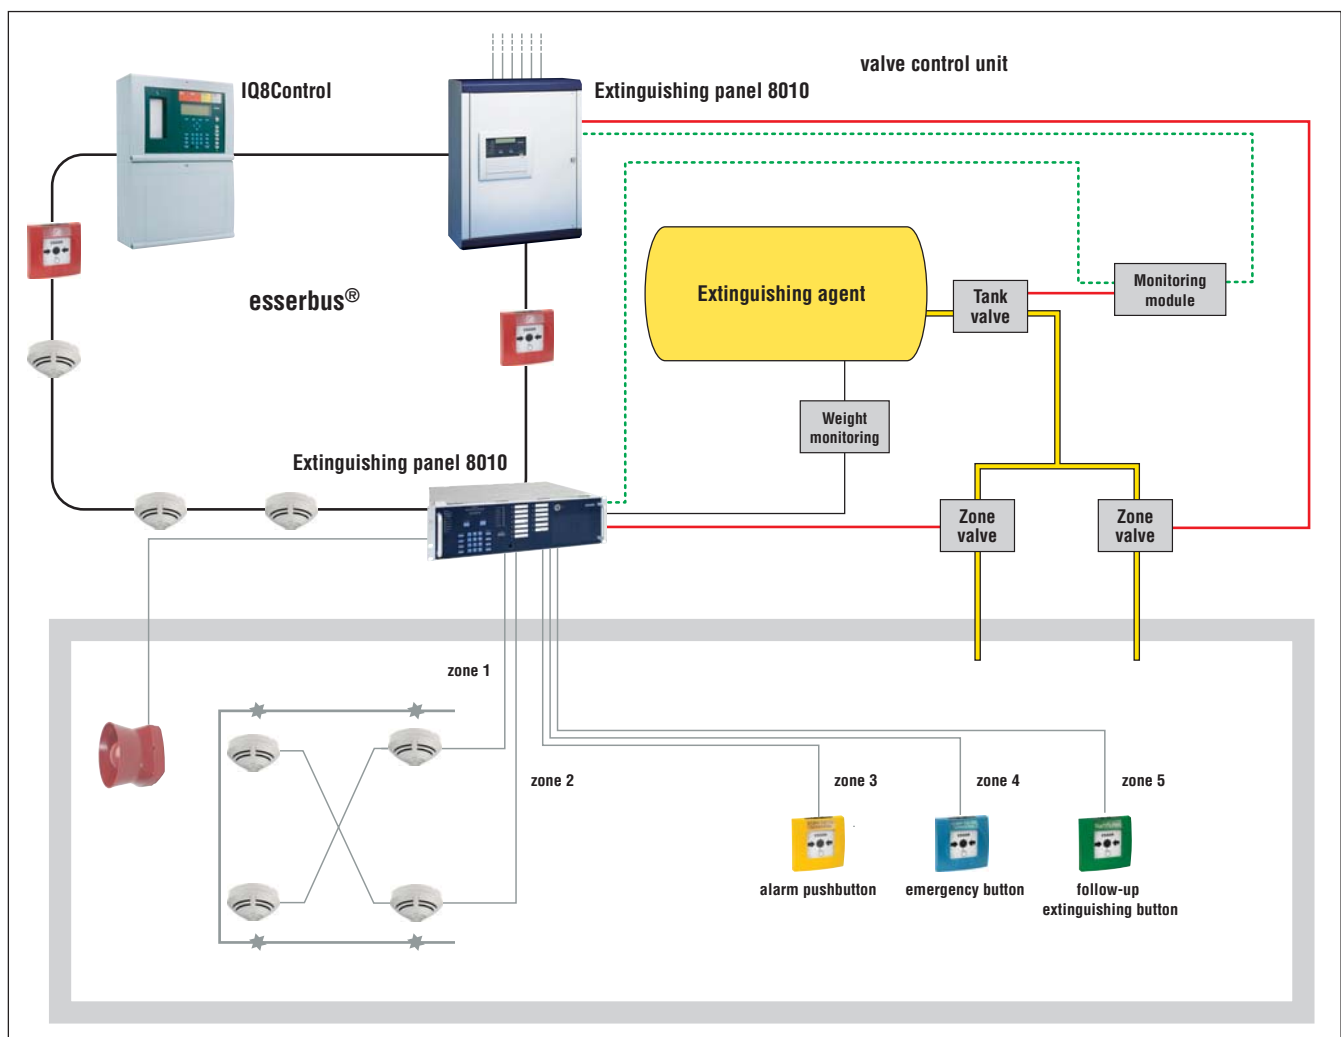 valve control unit
IQ8Control
Extinguishing panel 8010
esserbus®
Extinguishing agent
Tank
valve
Monitoring
module
Weight
monitoring
Extinguishing panel 8010
Zone
valve
Zone
valve
zone 1
zone 2
zone 3
zone 4
zone 5
alarm pushbutton
emergency button
follow-up
extinguishing button